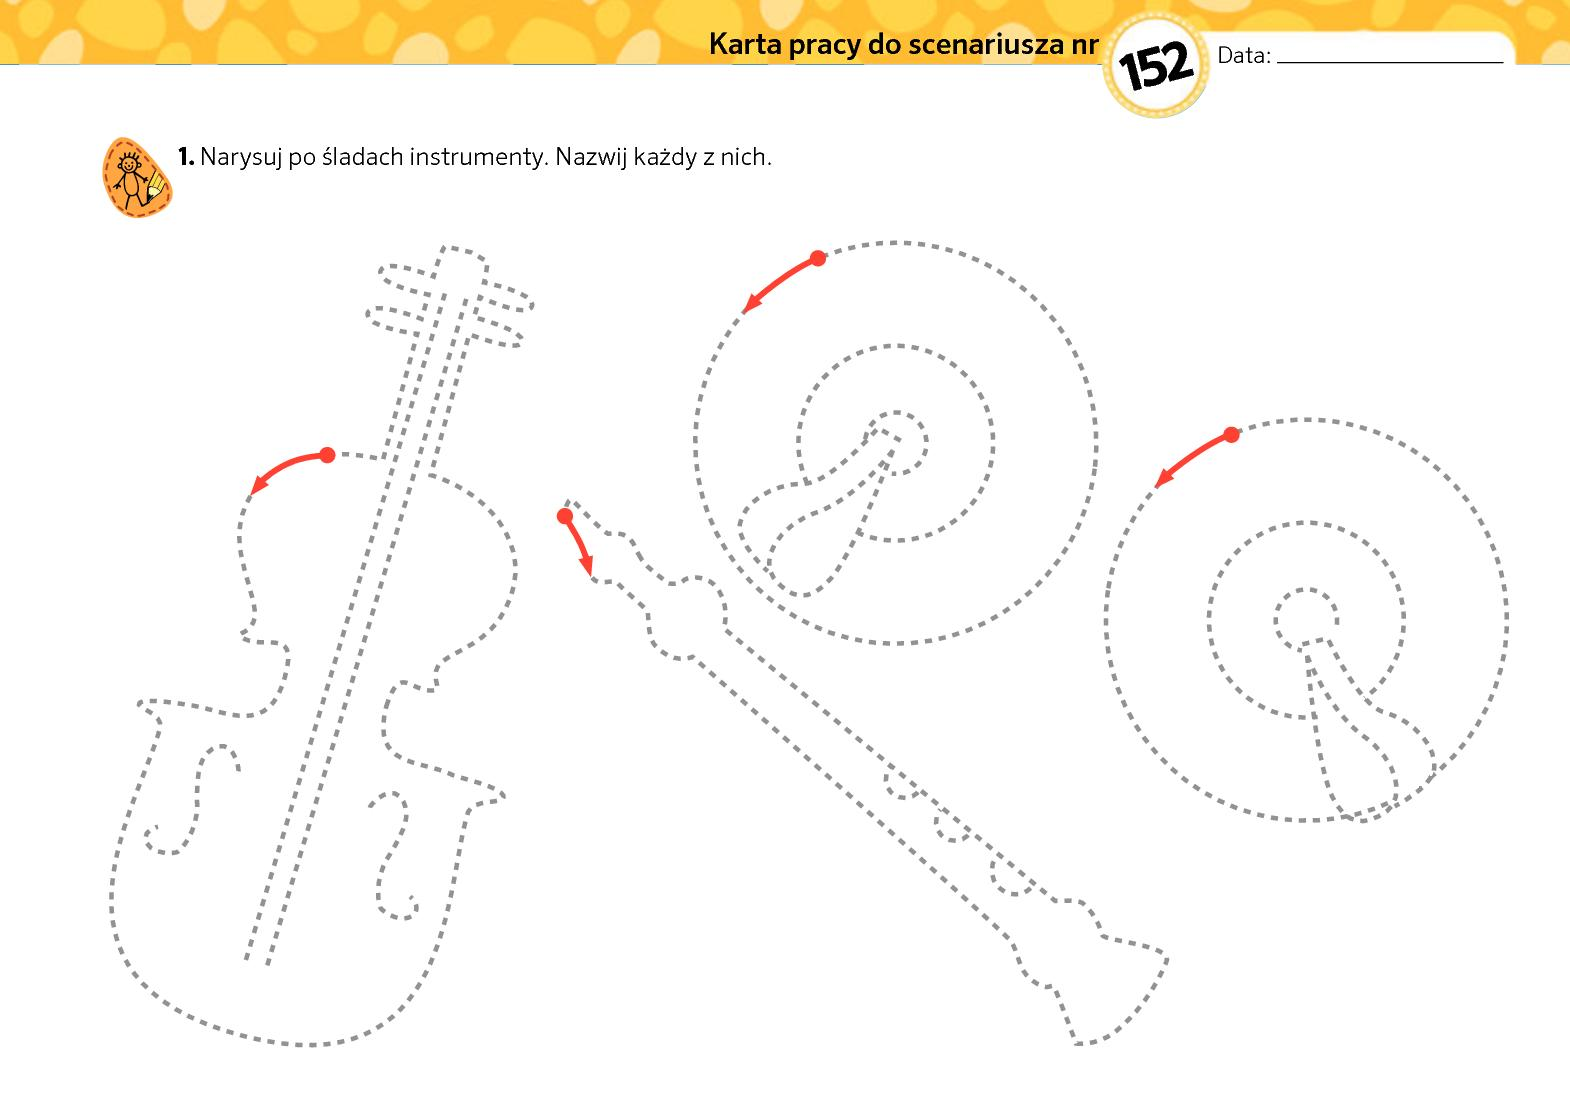 Karta pracy do scenariusza nr 152 Data:
1. Narysuj po śladach instrumenty. Nazwij każdy z nich.